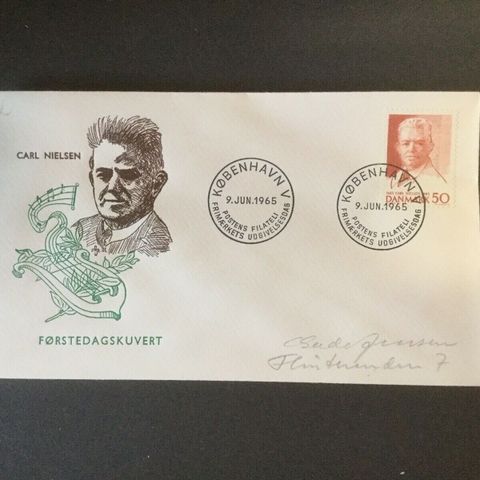 CARL NIELSEN
FØRSTEDAGSKUVERT
KØBENHAVN V
9. JUN. 1965
POSTENS FILATELI
FRIMÆRKETS UDGIVELSESDAG
KØBENHAVN V
9. JUN. 1965
POSTENS FILATELI
FRIMÆRKETS UDGIVELSESDAG
DANMARK 50
7